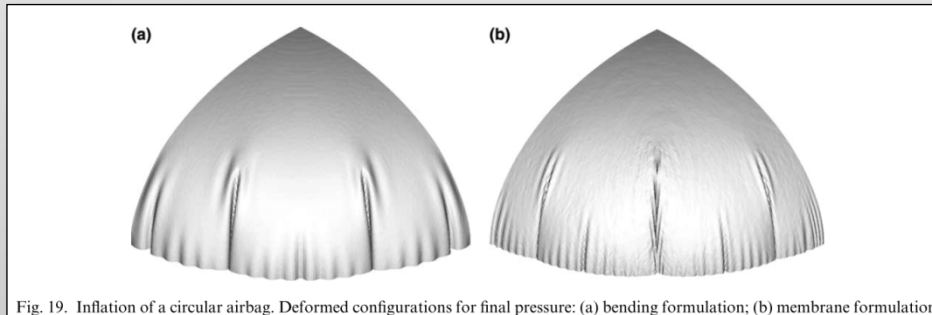 (a)
(b)
Fig. 19. Inflation of a circular airbag. Deformed configurations for final pressure: (a) bending formulation; (b) membrane formulation